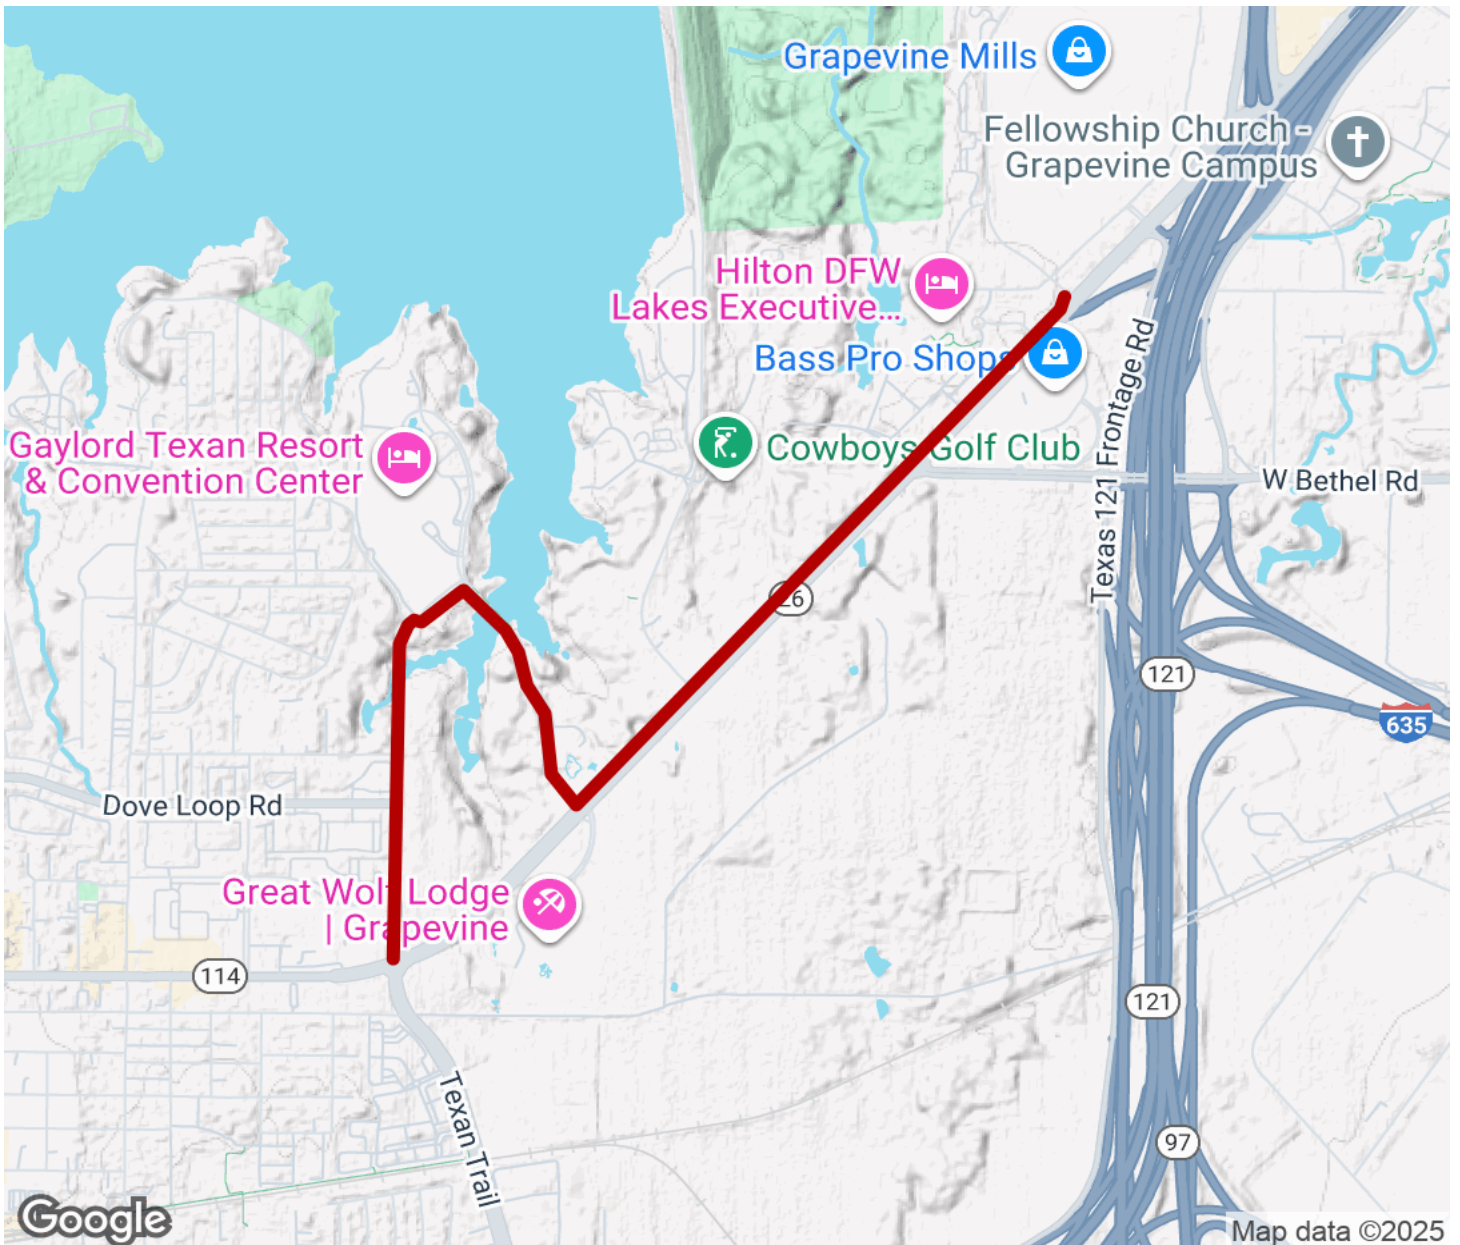 Grapevine Mills
Fellowship Church -
Grapevine Campus
Hilton DFW
Lakes Executive...
Bass Pro Shops
Texas 121 Frontage Rd
Gaylord Texan Resort
& Convention Center
Cowboys Golf Club
W Bethel Rd
26
121
635
Dove Loop Rd
Great Wolf Lodge
| Grapevine
114
121
Texan Trail
97
Google
Map data ©2025